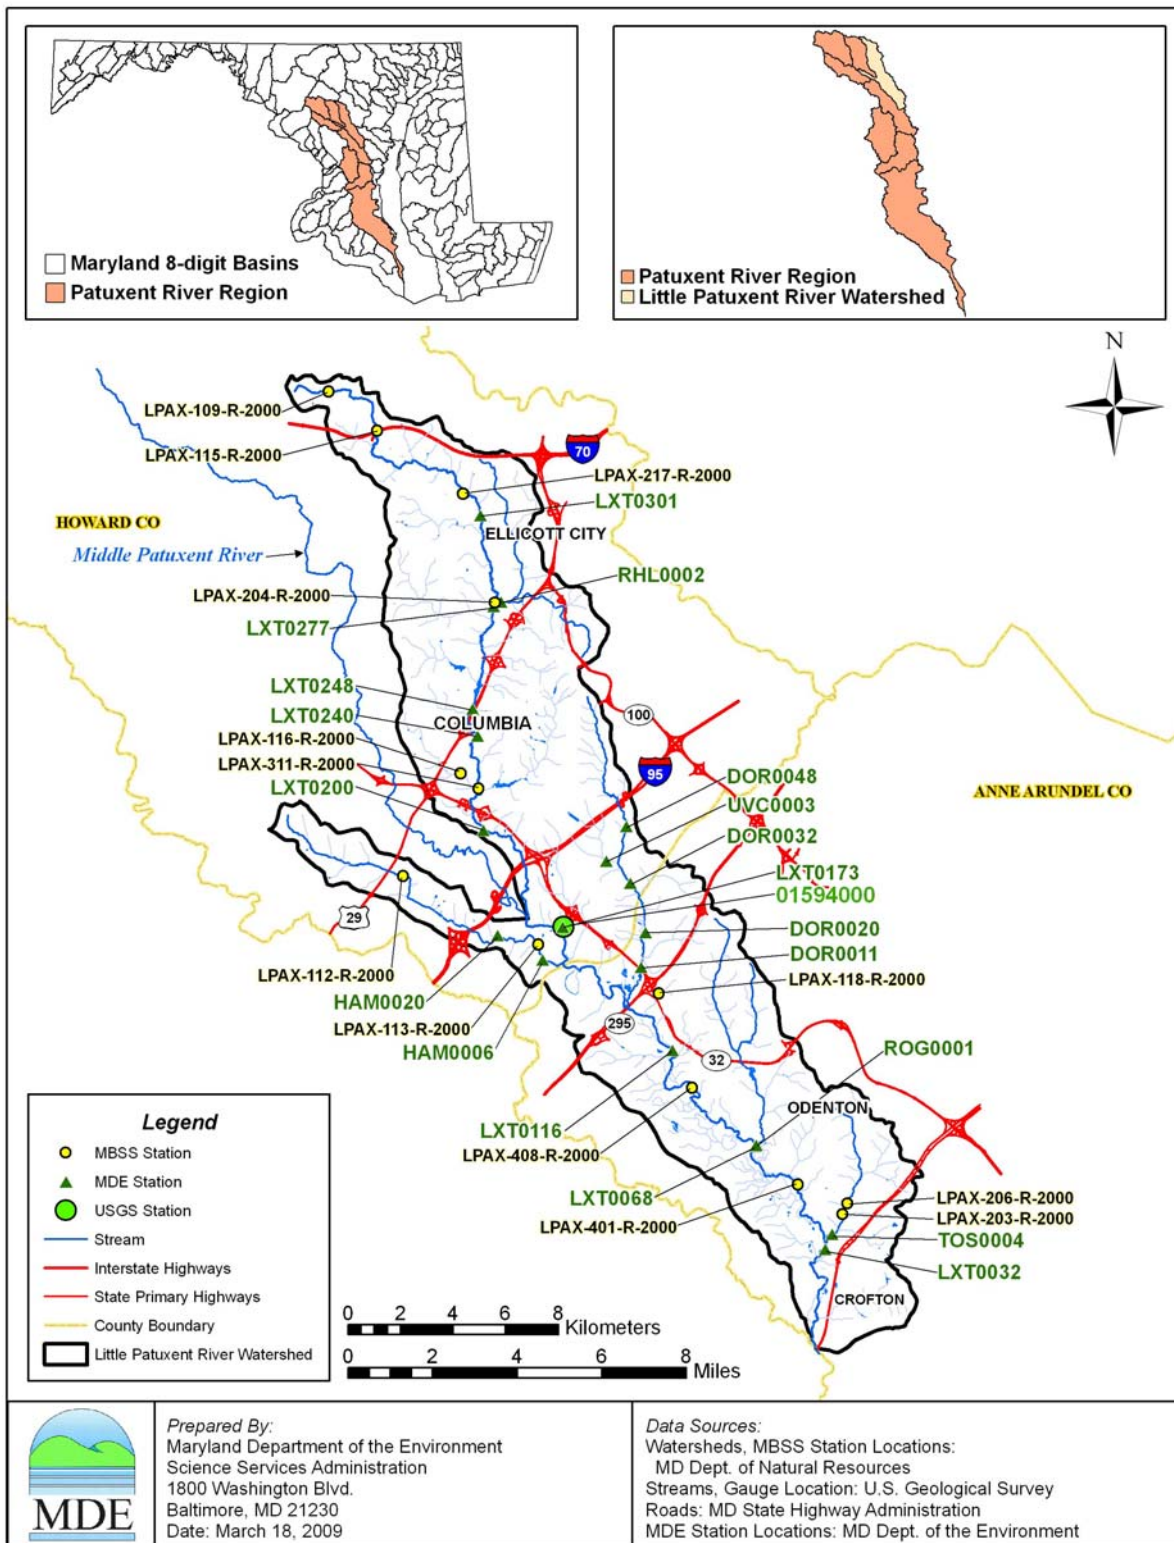 Maryland 8-digit Basins
Patuxent River Region
Patuxent River Region
Little Patuxent River Watershed
N
LPAX-109-R-2000
LPAX-115-R-2000
70
LPAX-217-R-2000
LXT0301
HOWARD CO
ELLICOTT CITY
Middle Patuxent River
RHL0002
LPAX-204-R-2000
LXT0277
LXT0248
LXT0240
COLUMBIA
100
LPAX-116-R-2000
LPAX-311-R-2000
LXT0200
95
DOR0048
ANNE ARUNDEL CO
UVC0003
DOR0032
LXT0173
01594000
29
DOR0020
DOR0011
LPAX-112-R-2000
LPAX-118-R-2000
HAM0020
LPAX-113-R-2000
295
HAM0006
32
ROG0001
ODENTON
LXT0116
LPAX-408-R-2000
LXT0068
LPAX-401-R-2000
LPAX-206-R-2000
LPAX-203-R-2000
TOS0004
LXT0032
CROFTON
Legend
MBSS Station
MDE Station
USGS Station
Stream
Interstate Highways
State Primary Highways
County Boundary
Little Patuxent River Watershed
0 2 4 6 8
Kilometers
0 2 4 6 8
Miles
MDE
Prepared By:
Maryland Department of the Environment
Science Services Administration
1800 Washington Blvd.
Baltimore, MD 21230
Date: March 18, 2009
Data Sources:
Watersheds, MBSS Station Locations:
MD Dept. of Natural Resources
Streams, Gauge Location: U.S. Geological Survey
Roads: MD State Highway Administration
MDE Station Locations: MD Dept. of the Environment